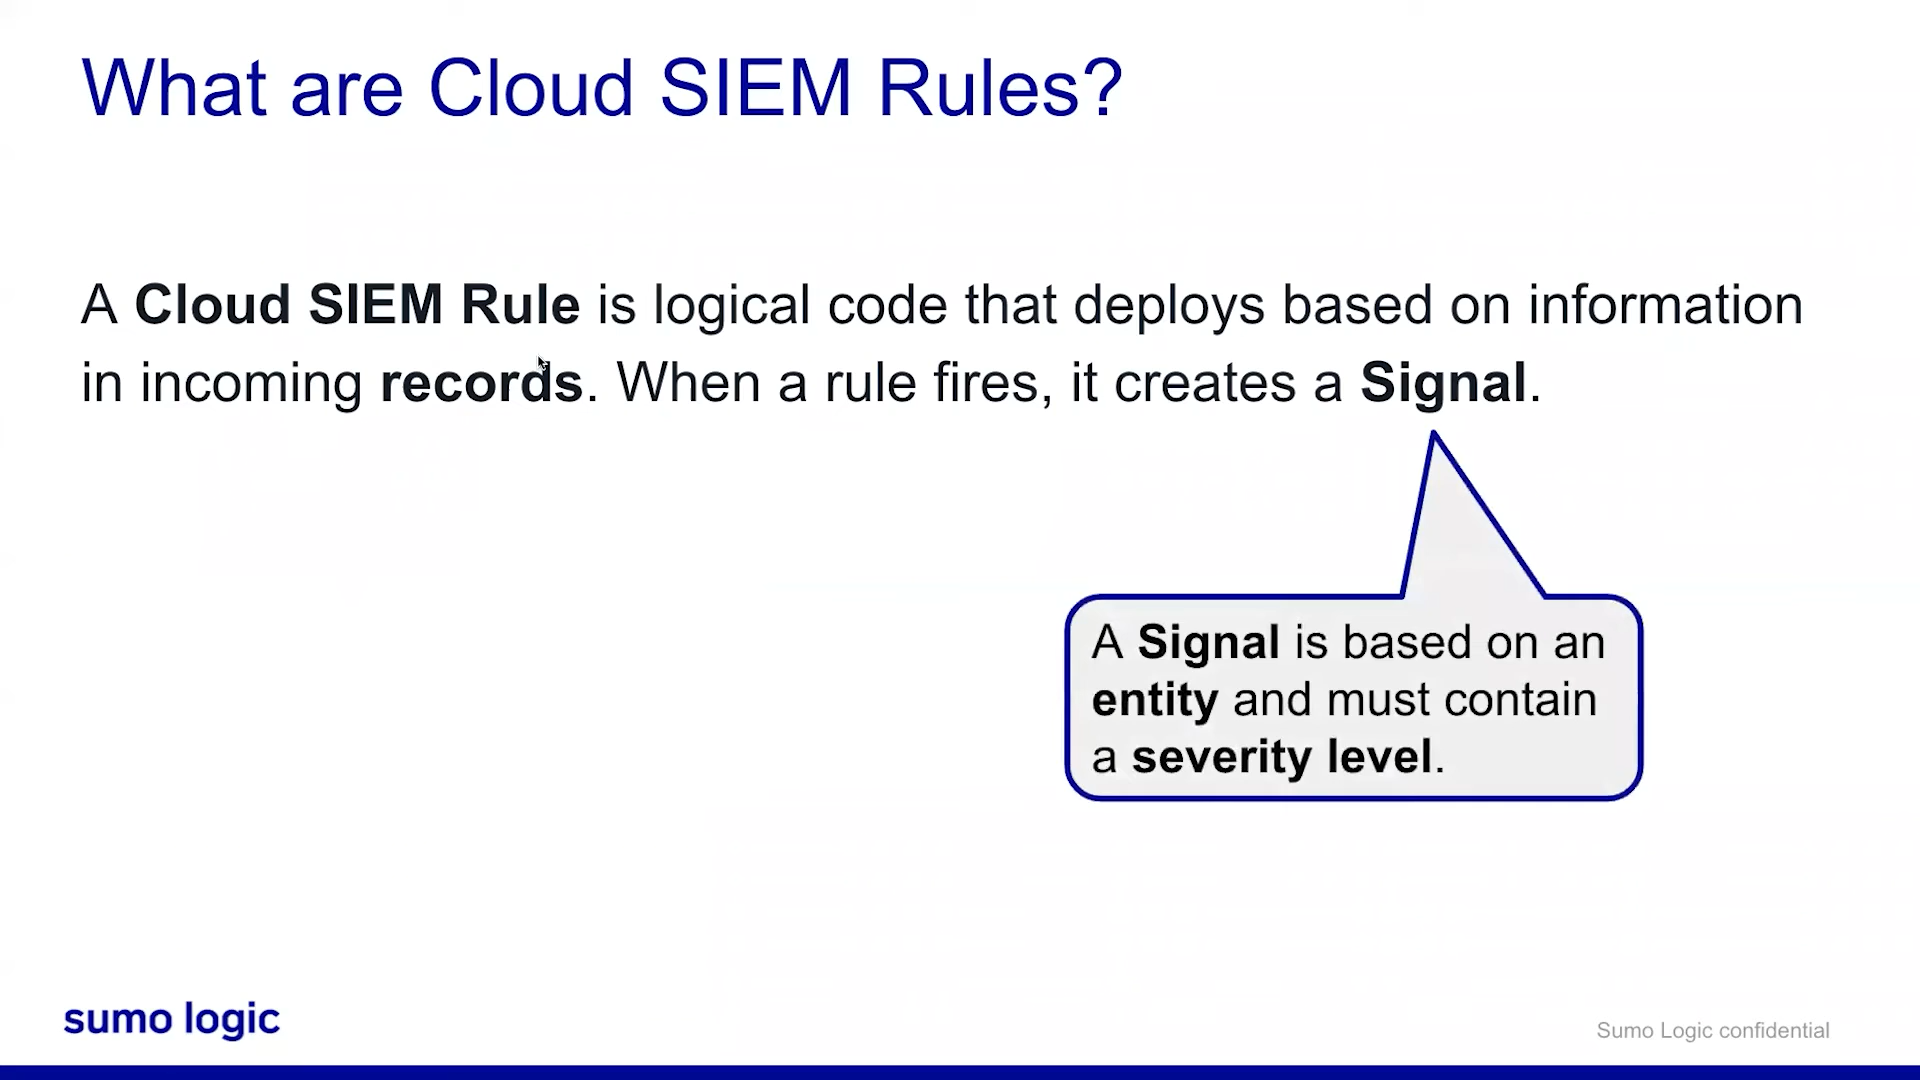 What are Cloud SIEM Rules?
A Cloud SIEM Rule is logical code that deploys based on information
in incoming records. When a rule fires, it creates a Signal.
A Signal is based on an
entity and must contain
a severity level.
sumo logic
Sumo Logic confidential